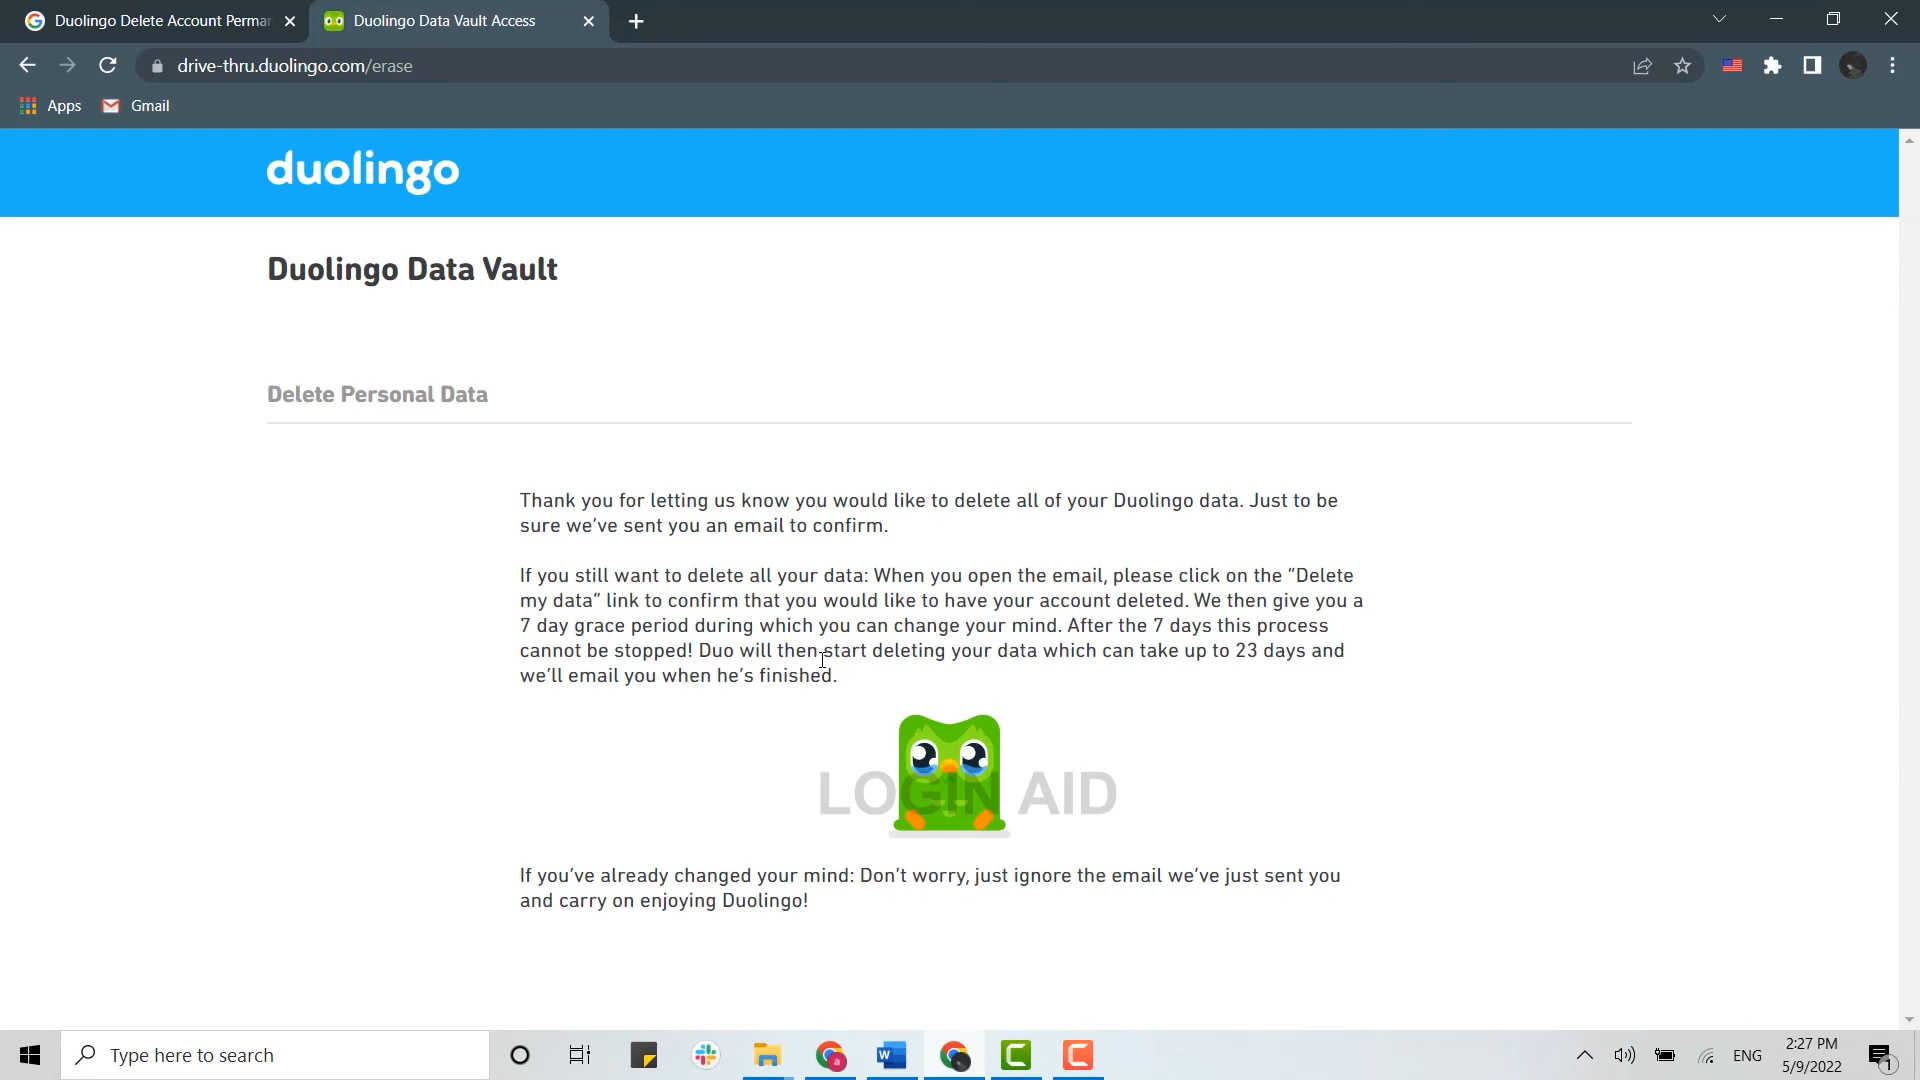 Duolingo Delete Account Perman
Duolingo Data Vault Access
drive-thru.duolingo.com/erase
Apps
Gmail
duolingo
Duolingo Data Vault
Delete Personal Data
Thank you for letting us know you would like to delete all of your Duolingo data. Just to be
sure we've sent you an email to confirm.
If you still want to delete all your data: When you open the email, please click on the “Delete
my data” link to confirm that you would like to have your account deleted. We then give you a
7 day grace period during which you can change your mind. After the 7 days this process
cannot be stopped! Duo will then start deleting your data which can take up to 23 days and
we'll email you when he's finished.
LOGIN AID
If you've already changed your mind: Don't worry, just ignore the email we've just sent you
and carry on enjoying Duolingo!
Type here to search
ENG
2:27 PM
5/9/2022
1